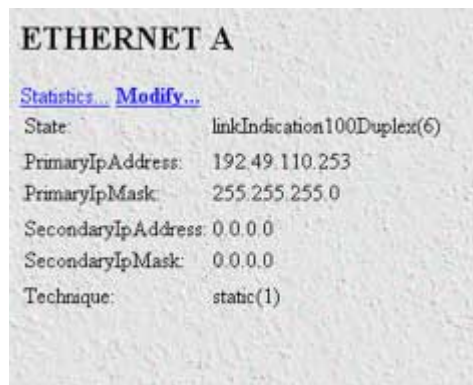 ETHERNET A
Statistics... Modify...
State: linkIndication100Duplex(6)
PrimaryIpAddress: 192.49.110.253
PrimaryIpMask: 255.255.255.0
SecondaryIpAddress: 0.0.0.0
SecondaryIpMask: 0.0.0.0
Technique: static(1)